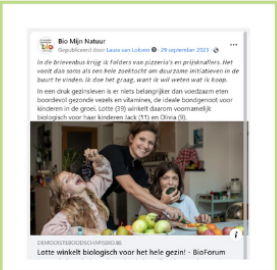 Bio Mijn Natuur
Gepubliceerd door Laura van Loben · 29 september 2023 ·
In de brievenbus krijg ik folders van pizzeria's en prijsknallers. Het
voelt dan soms als een hele zoektocht om duurzame initiatieven in de
buurt te vinden. Ik doe het graag, want ik wil weten wat ik koop.
In een druk gezinsleven is er niets belangrijker dan voedzaam eten
boordevol gezonde vezels en vitamines, de ideale bondgenoot voor
kinderen in de groei. Lotte (39) winkelt daarom voornamelijk
biologisch voor haar kinderen Jack (11) en Olivia (9).
DEMOOISTEBOODSCHAPISBIO.BE
Lotte winkelt biologisch voor het hele gezin! - BioForum